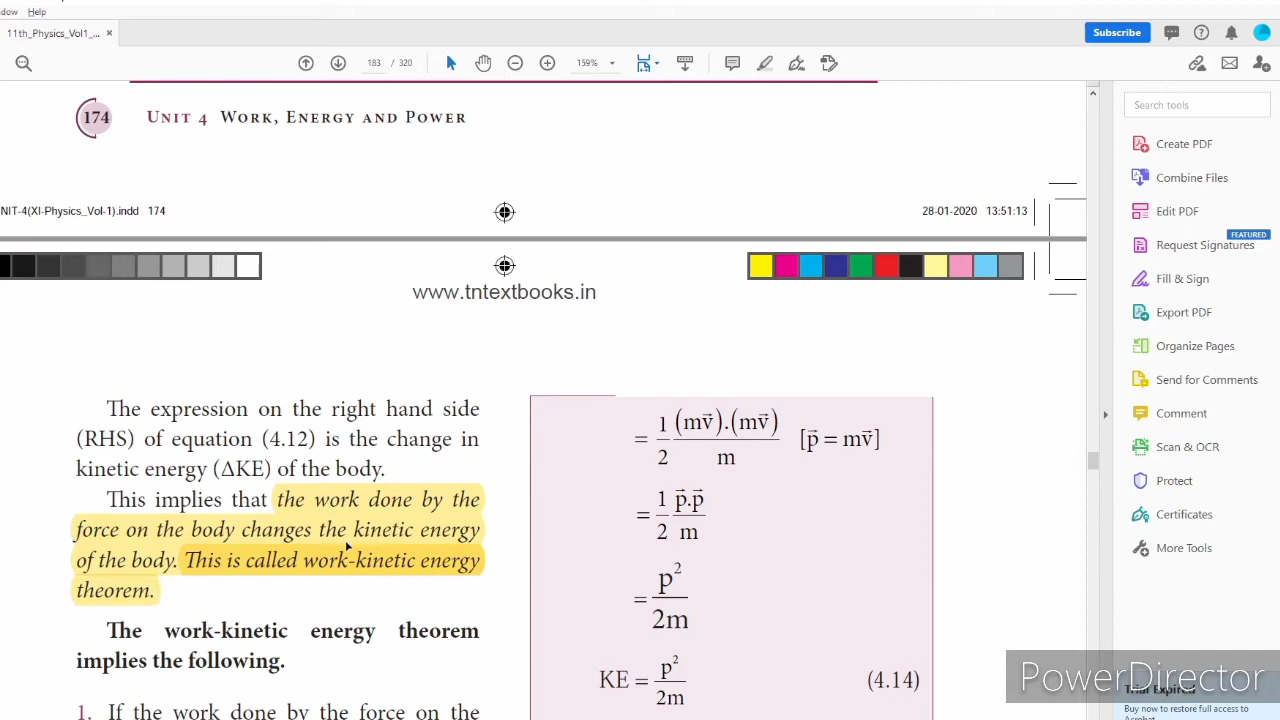 dow Help
11th_Physics_Vol1_... ×
Subscribe
183 / 320
159%
174 UNIT 4 WORK, ENERGY AND POWER
NIT-4(XI-Physics_Vol-1).indd 174
28-01-2020 13:51:13
www.tntextbooks.in
The expression on the right hand side
(RHS) of equation (4.12) is the change in
kinetic energy (ΔKE) of the body.
This implies that the work done by the
force on the body changes the kinetic energy
of the body. This is called work-kinetic energy
theorem.
The work-kinetic energy theorem
implies the following.
1. If the work done by the force on the
= 1/2 (mv⃗).(mv⃗)/m [p⃗ = mv⃗]
= 1/2 p⃗.p⃗/m
= p²/2m
KE = p²/2m (4.14)
Search tools
Create PDF
Combine Files
Edit PDF
FEATURED
Request Signatures
Fill & Sign
Export PDF
Organize Pages
Send for Comments
Comment
Scan & OCR
Protect
Certificates
More Tools
PowerDirector
Trial Expired
Buy now to restore full access to
Acrobat